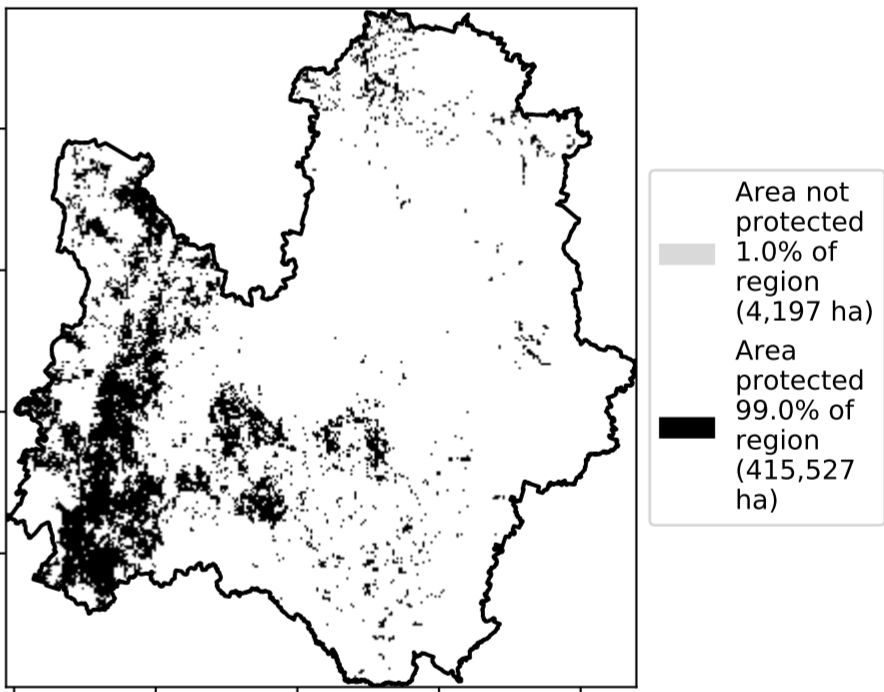 Area not
protected
1.0% of
region
(4,197 ha)
Area
protected
99.0% of
region
(415,527
ha)